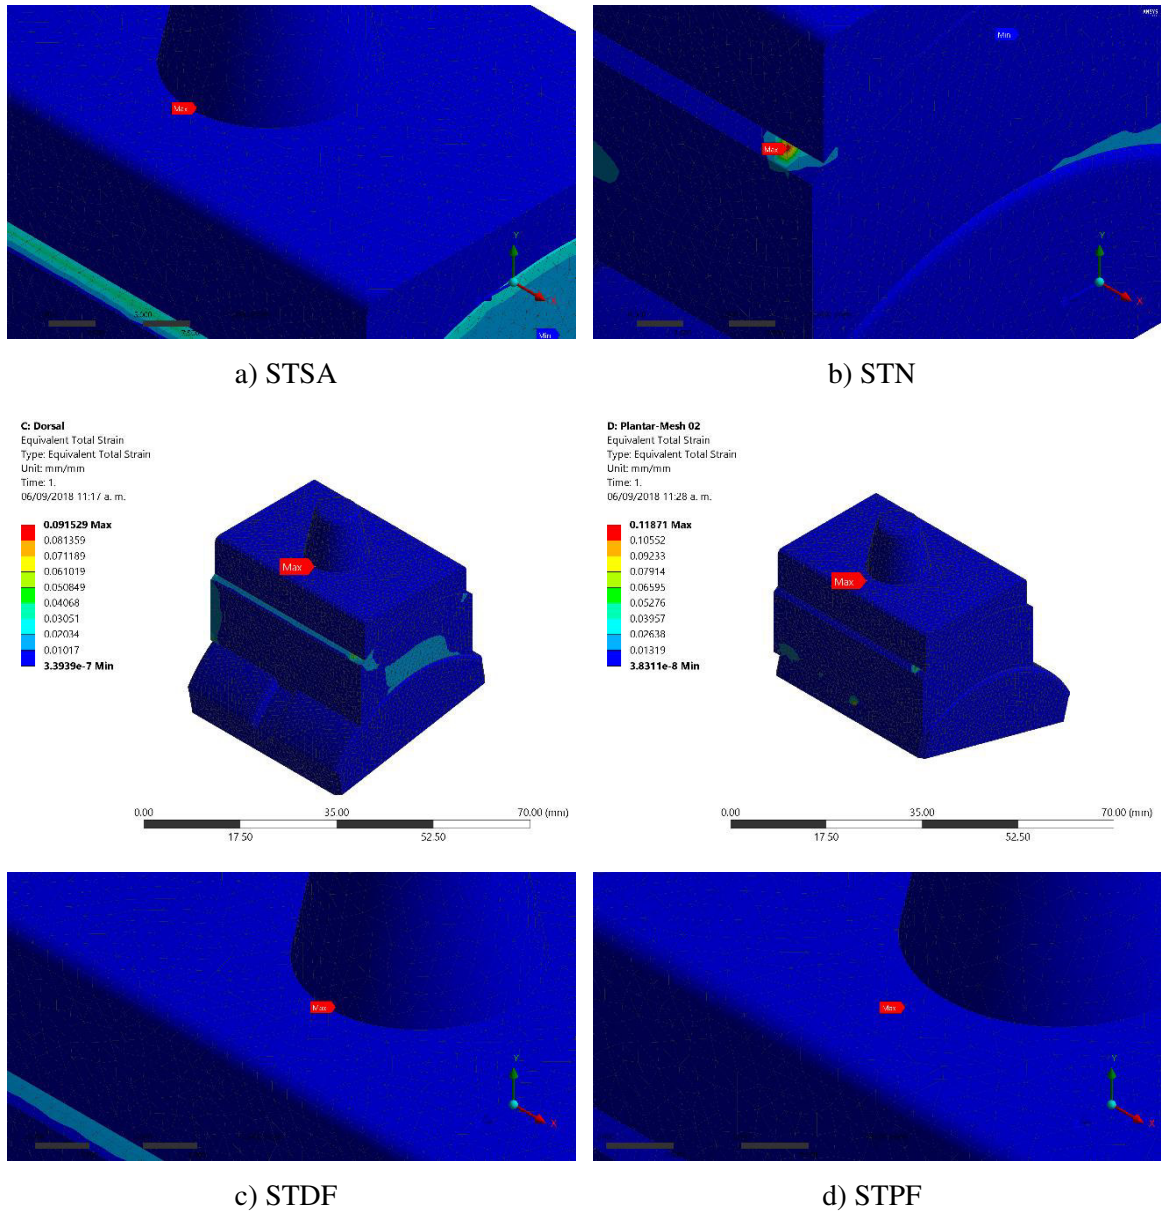 ANSYS
Max
Min
Min
Max
Y
X
Y
X
a) STSA
b) STN
C: Dorsal
Equivalent Total Strain
Type: Equivalent Total Strain
Unit: mm/mm
Time: 1.
06/09/2018 11:17 a. m.
0.091529 Max
0.081359
0.071189
0.061019
0.050849
0.04068
0.03051
0.02034
0.01017
3.3939e-7 Min
Max
0.00
35.00
70.00 (mm)
17.50
52.50
D: Plantar-Mesh 02
Equivalent Total Strain
Type: Equivalent Total Strain
Unit: mm/mm
Time: 1.
06/09/2018 11:28 a. m.
0.11871 Max
0.10552
0.09233
0.07914
0.06595
0.05276
0.03957
0.02638
0.01319
3.8311e-8 Min
Max
0.00
35.00
70.00 (mm)
17.50
52.50
Max
Y
X
Max
Y
X
c) STDF
d) STPF